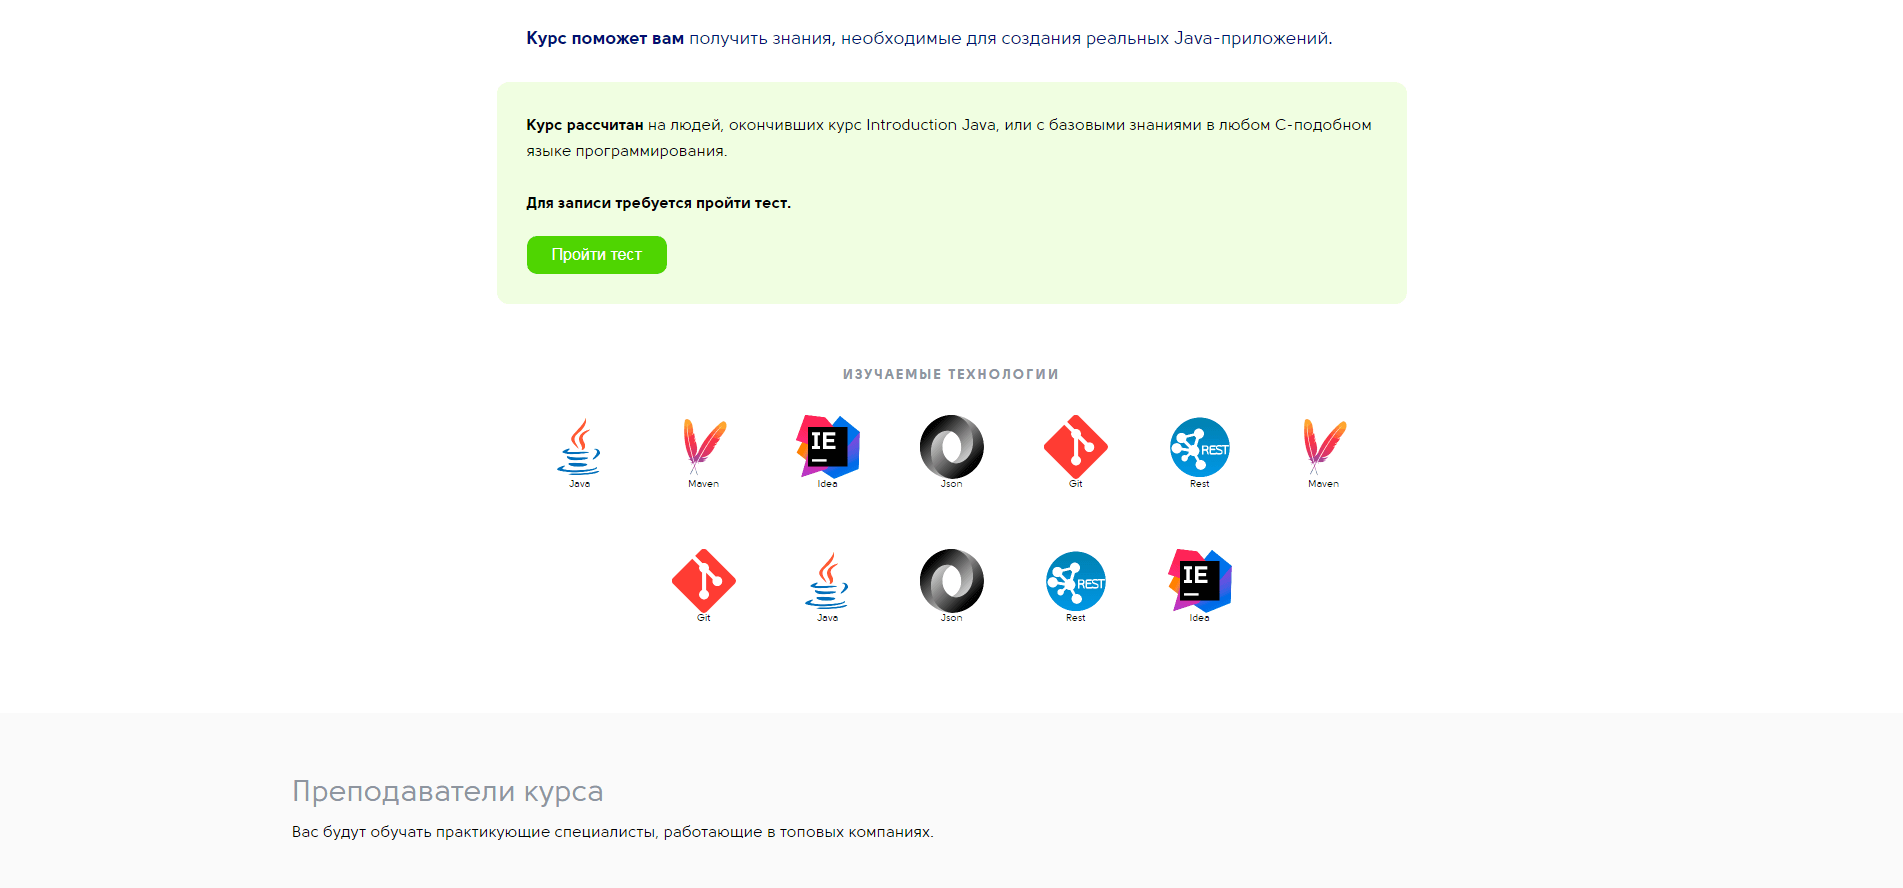 Курс поможет вам получить знания, необходимые для создания реальных Java-приложений.
Курс рассчитан на людей, окончивших курс Introduction Java, или с базовыми знаниями в любом C-подобном
языке программирования.
Для записи требуется пройти тест.
Пройти тест
ИЗУЧАЕМЫЕ ТЕХНОЛОГИИ
IE REST
Java Maven Idea Json Git Rest Maven
REST IE
Git Java Json Rest Idea
Преподаватели курса
Вас будут обучать практикующие специалисты, работающие в топовых компаниях.